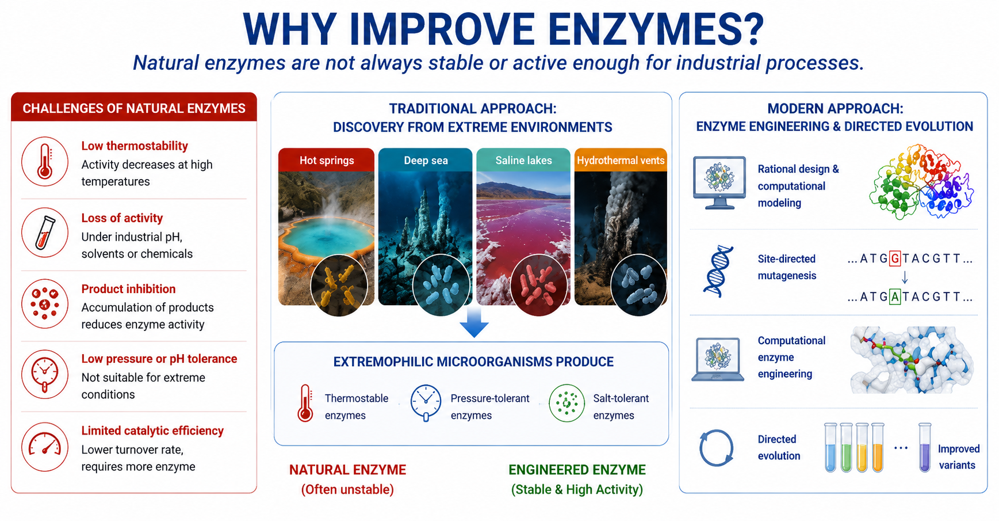 WHY IMPROVE ENZYMES?
Natural enzymes are not always stable or active enough for industrial processes.
CHALLENGES OF NATURAL ENZYMES
Low thermostability
Activity decreases at high
temperatures
Loss of activity
Under industrial pH,
solvents or chemicals
Product inhibition
Accumulation of products
reduces enzyme activity
Low pressure or pH tolerance
Not suitable for extreme
conditions
Limited catalytic efficiency
Lower turnover rate,
requires more enzyme
TRADITIONAL APPROACH:
DISCOVERY FROM EXTREME ENVIRONMENTS
Hot springs
Deep sea
Saline lakes
Hydrothermal vents
EXTREMOPHILIC MICROORGANISMS PRODUCE
Thermostable
enzymes
Pressure-tolerant
enzymes
Salt-tolerant
enzymes
NATURAL ENZYME
(Often unstable)
ENGINEERED ENZYME
(Stable & High Activity)
MODERN APPROACH:
ENZYME ENGINEERING & DIRECTED EVOLUTION
Rational design &
computational
modeling
Site-directed
mutagenesis
...ATGGTACGTT...
...ATGATACGTT...
Computational
enzyme
engineering
Directed
evolution
...
Improved
variants